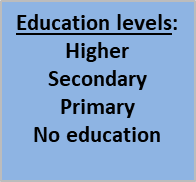 Education levels:
Higher
Secondary
Primary
No education